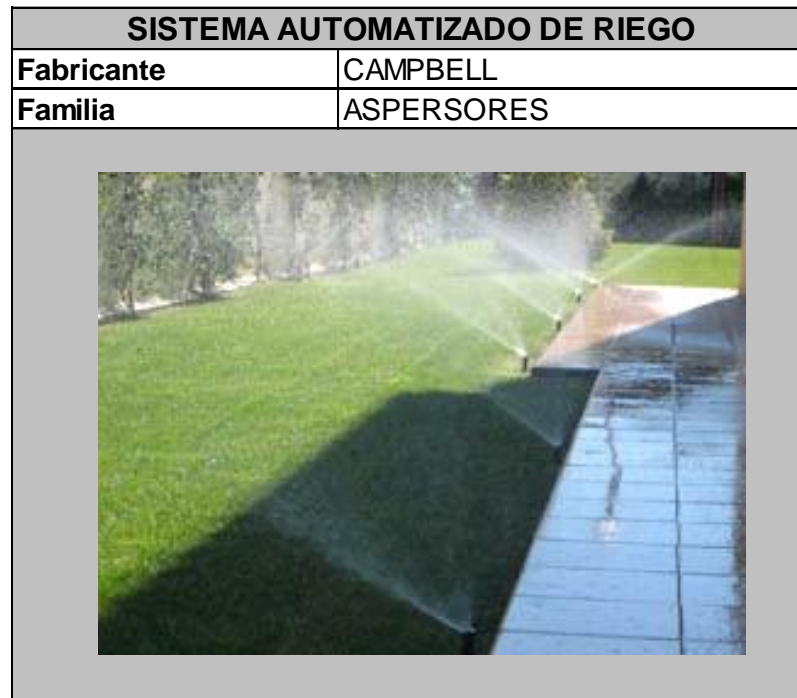 SISTEMA AUTOMATIZADO DE RIEGO
Fabricante CAMPBELL
Familia ASPERSORES